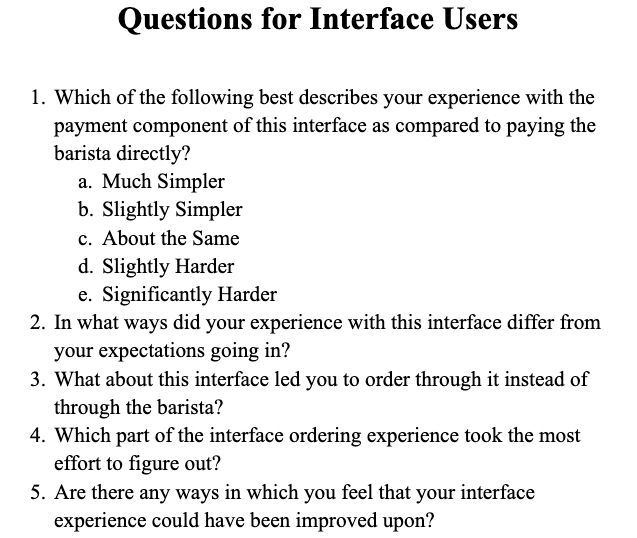 Questions for Interface Users
1. Which of the following best describes your experience with the
payment component of this interface as compared to paying the
barista directly?
a. Much Simpler
b. Slightly Simpler
c. About the Same
d. Slightly Harder
e. Significantly Harder
2. In what ways did your experience with this interface differ from
your expectations going in?
3. What about this interface led you to order through it instead of
through the barista?
4. Which part of the interface ordering experience took the most
effort to figure out?
5. Are there any ways in which you feel that your interface
experience could have been improved upon?